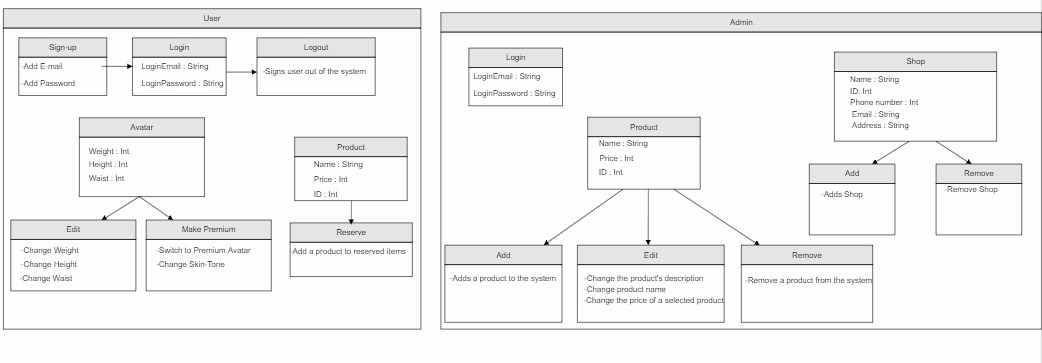 User
Sign-up
-Add E-mail
-Add Password
Login
LoginEmail : String
LoginPassword : String
Logout
-Signs user out of the system
Avatar
Weight : Int
Height : Int
Waist : Int
Product
Name : String
Price : Int
ID : Int
Edit
-Change Weight
-Change Height
-Change Waist
Make Premium
-Switch to Premium Avatar
-Change Skin-Tone
Reserve
-Add a product to reserved items
Admin
Login
LoginEmail : String
LoginPassword : String
Shop
Name : String
ID: Int
Phone number : Int
Email : String
Address : String
Product
Name : String
Price : Int
ID : Int
Add
-Adds Shop
Remove
-Remove Shop
Add
-Adds a product to the system
Edit
-Change the product's description
-Change product name
-Change the price of a selected product
Remove
-Remove a product from the system